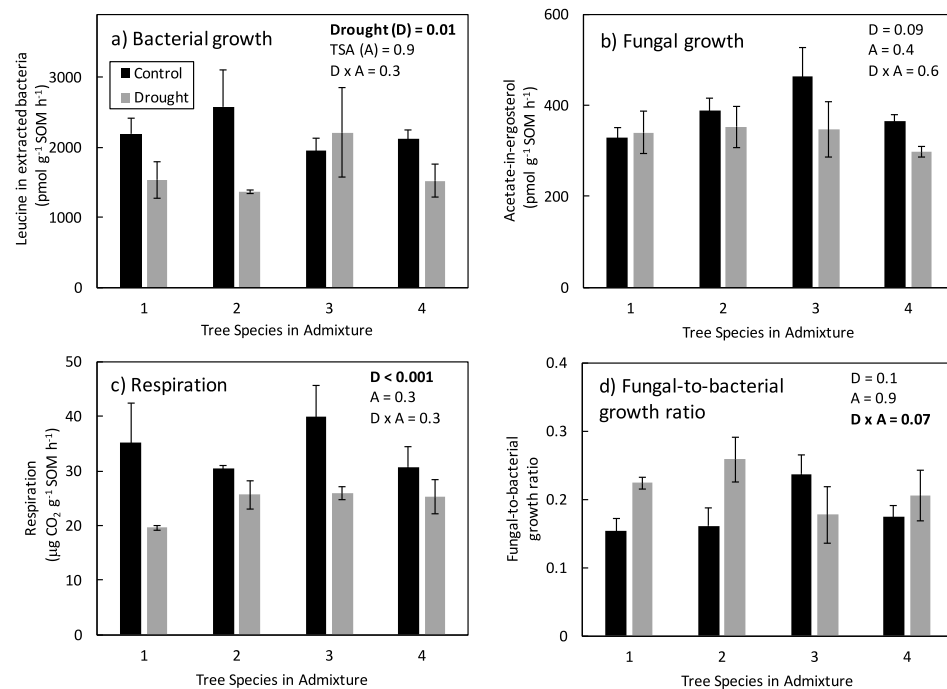 a) Bacterial growth
Drought (D) = 0.01
TSA (A) = 0.9
D x A = 0.3
Control
Drought
Leucine in extracted bacteria
(pmol g⁻¹ SOM h⁻¹)
3000
2000
1000
0
1 2 3 4
Tree Species in Admixture
b) Fungal growth
D = 0.09
A = 0.4
D x A = 0.6
Acetate-in-ergosterol
(pmol g⁻¹ SOM h⁻¹)
600
400
200
0
1 2 3 4
Tree Species in Admixture
c) Respiration
D < 0.001
A = 0.3
D x A = 0.3
Respiration
(µg CO₂ g⁻¹ SOM h⁻¹)
50
40
30
20
10
0
1 2 3 4
Tree Species in Admixture
d) Fungal-to-bacterial
growth ratio
D = 0.1
A = 0.9
D x A = 0.07
Fungal-to-bacterial
growth ratio
0.4
0.3
0.2
0.1
0
1 2 3 4
Tree Species in Admixture